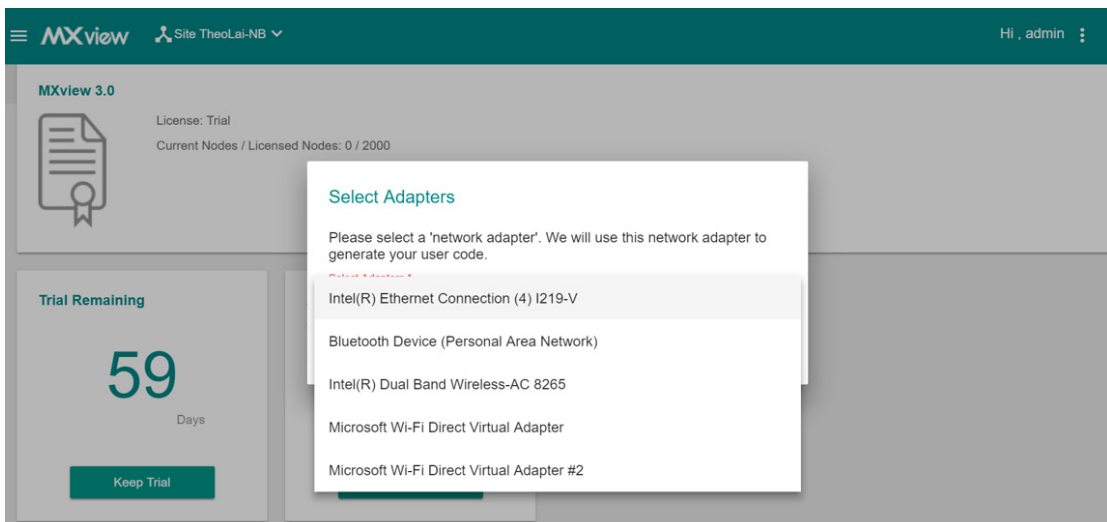 MXview
Site TheoLai-NB
Hi , admin
MXview 3.0
License: Trial
Current Nodes / Licensed Nodes: 0 / 2000
Select Adapters
Please select a 'network adapter'. We will use this network adapter to
generate your user code.
Select Adapters *
Intel(R) Ethernet Connection (4) I219-V
Bluetooth Device (Personal Area Network)
Intel(R) Dual Band Wireless-AC 8265
Microsoft Wi-Fi Direct Virtual Adapter
Microsoft Wi-Fi Direct Virtual Adapter #2
Trial Remaining
59
Days
Keep Trial